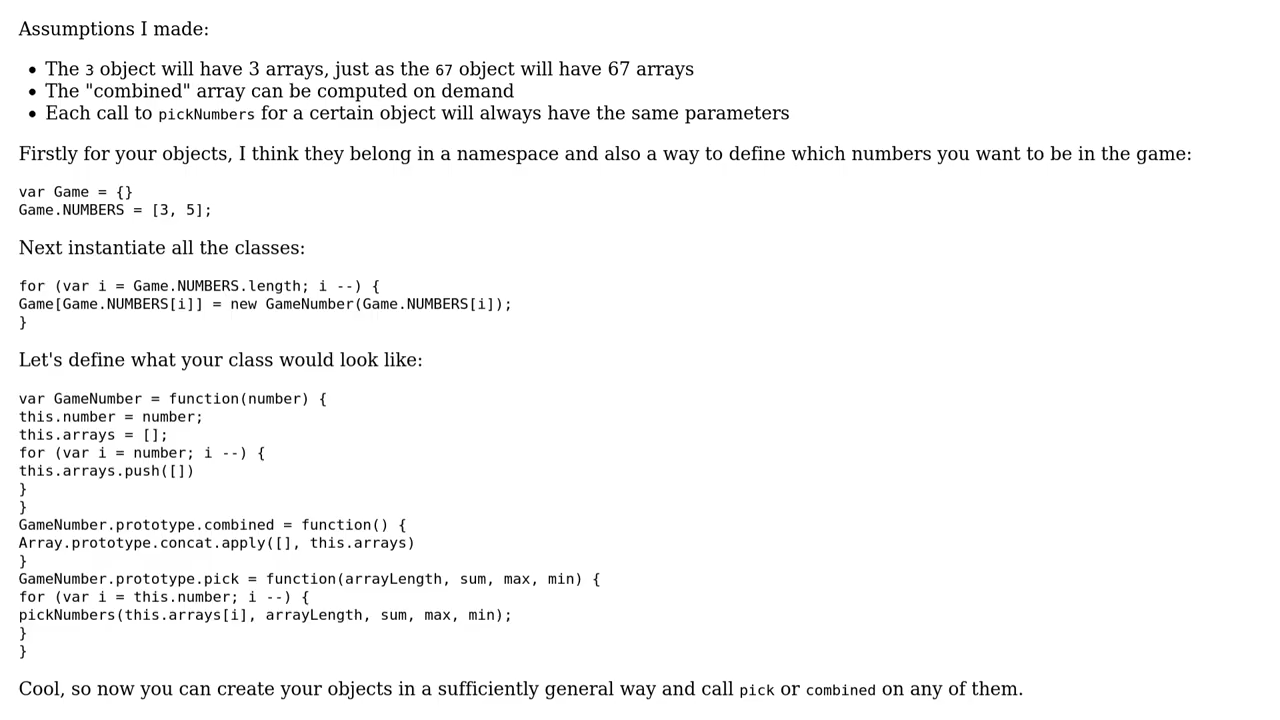 Assumptions I made:
• The 3 object will have 3 arrays, just as the 67 object will have 67 arrays
• The "combined" array can be computed on demand
• Each call to pickNumbers for a certain object will always have the same parameters
Firstly for your objects, I think they belong in a namespace and also a way to define which numbers you want to be in the game:
var Game = {}
Game.NUMBERS = [3, 5];
Next instantiate all the classes:
for (var i = Game.NUMBERS.length; i --) {
Game[Game.NUMBERS[i]] = new GameNumber(Game.NUMBERS[i]);
}
Let's define what your class would look like:
var GameNumber = function(number) {
this.number = number;
this.arrays = [];
for (var i = number; i --) {
this.arrays.push([])
}
}
GameNumber.prototype.combined = function() {
Array.prototype.concat.apply([], this.arrays)
}
GameNumber.prototype.pick = function(arrayLength, sum, max, min) {
for (var i = this.number; i --) {
pickNumbers(this.arrays[i], arrayLength, sum, max, min);
}
}
Cool, so now you can create your objects in a sufficiently general way and call pick or combined on any of them.